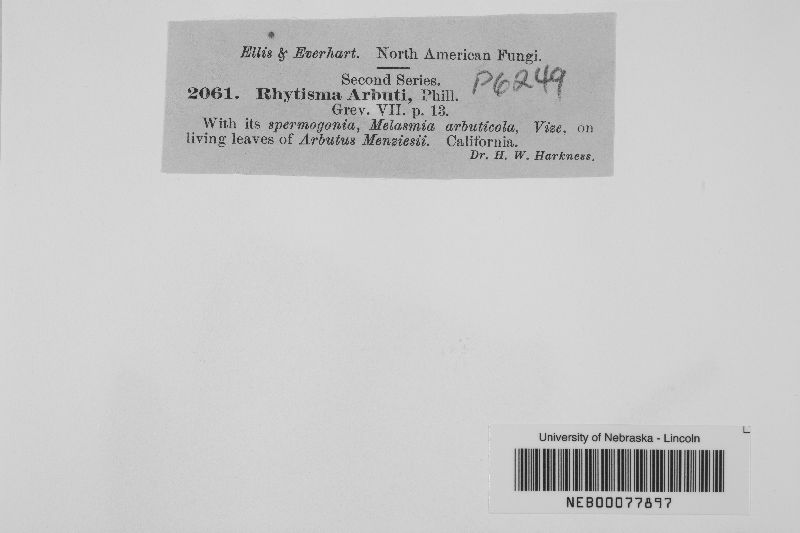 Ellis & Everhart. North American Fungi.
Second Series.
P6249
2061. Rhytisma Arbuti, Phill.
Grev. VII. p. 13.
With its spermogonia, Melasmia arbuticola, Vize, on
living leaves of Arbutus Menziesii. California.
Dr. H. W. Harkness.
University of Nebraska - Lincoln
NEB00077897